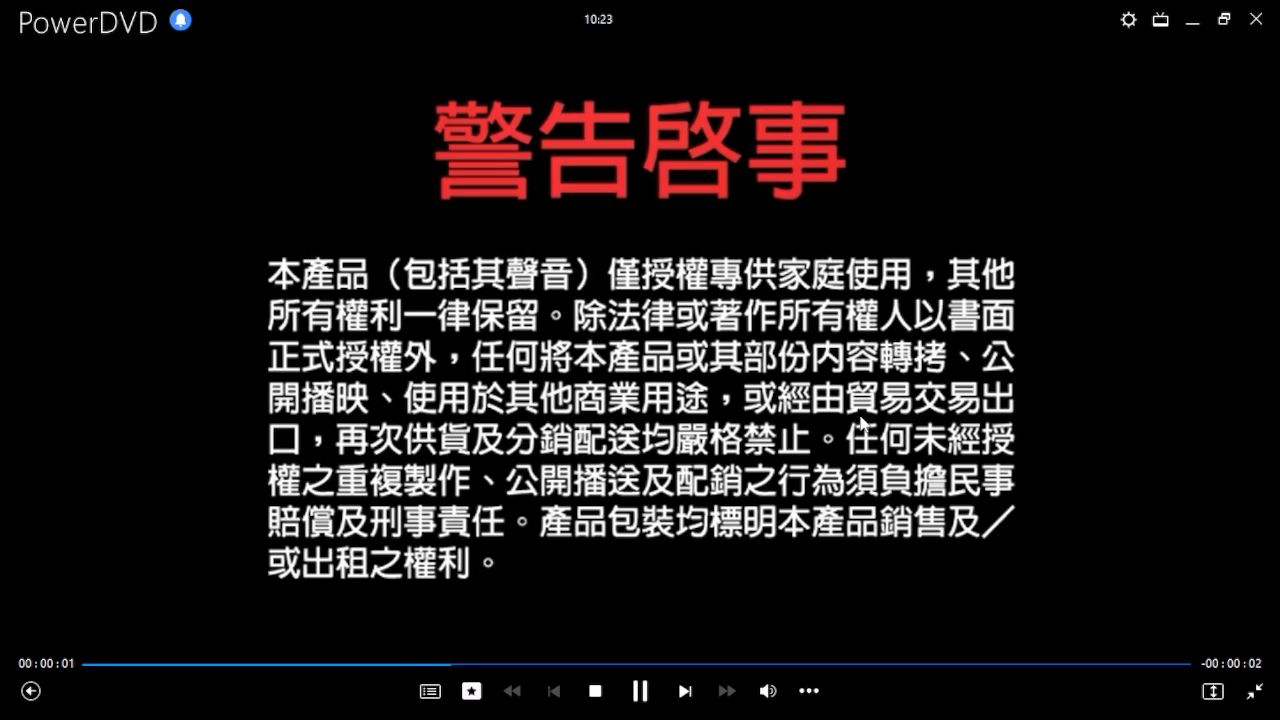 PowerDVD
10:23
警告啓事
本產品（包括其聲音）僅授權專供家庭使用，其他
所有權利一律保留。除法律或著作所有權人以書面
正式授權外，任何將本產品或其部份內容轉拷、公
開播映、使用於其他商業用途，或經由貿易交易出
口，再次供貨及分銷配送均嚴格禁止。任何未經授
權之重複製作、公開播送及配銷之行為須負擔民事
賠償及刑事責任。產品包裝均標明本產品銷售及／
或出租之權利。
00:00:01
-00:00:02